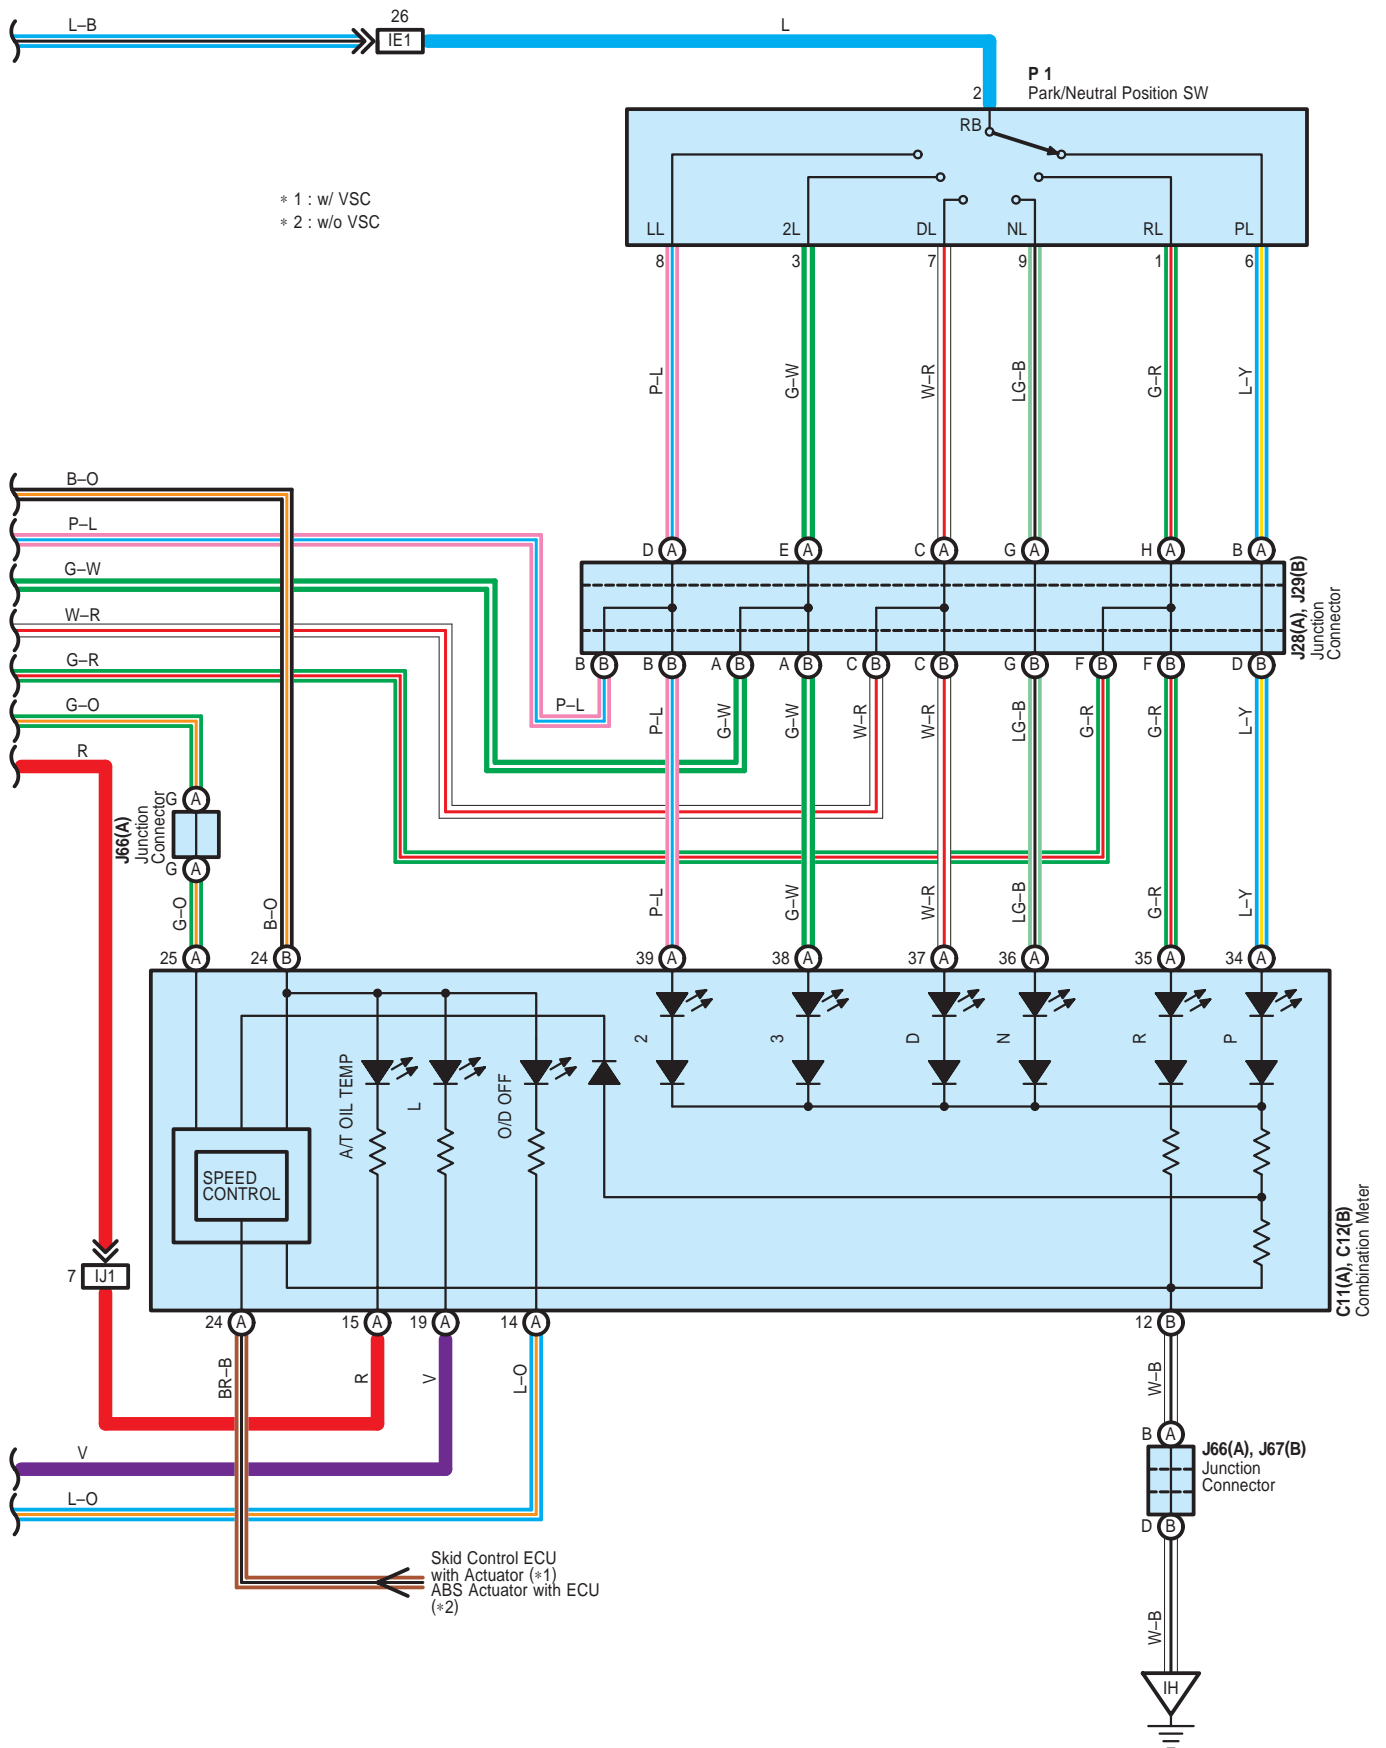 L–B
26
IE1
L
P 1
Park/Neutral Position SW
2
RB
∗ 1 : w/ VSC
∗ 2 : w/o VSC
LL
2L
DL
NL
RL
PL
8
3
7
9
1
6
P–L
G–W
W–R
LG–B
G–R
L–Y
B–O
P–L
G–W
W–R
G–R
G–O
R
D A
E A
C A
G A
H A
B A
J28(A), J29(B)
Junction
Connector
B B
B B
A B
A B
C B
C B
G B
F B
F B
D B
P–L
P–L
G–W
G–W
W–R
W–R
LG–B
G–R
G–R
L–Y
G A
J66(A)
Junction
Connector
G A
G–O
B–O
P–L
G–W
W–R
LG–B
G–R
L–Y
25 A
24 B
39 A
38 A
37 A
36 A
35 A
34 A
2
3
D
N
R
P
A/T OIL TEMP
L
O/D OFF
SPEED
CONTROL
C11(A), C12(B)
Combination Meter
7
IJ1
24 A
15 A
19 A
14 A
12 B
BR–B
R
V
L–O
W–B
V
L–O
B A
J66(A), J67(B)
Junction
Connector
D B
Skid Control ECU
with Actuator (∗1)
ABS Actuator with ECU
(∗2)
W–B
IH